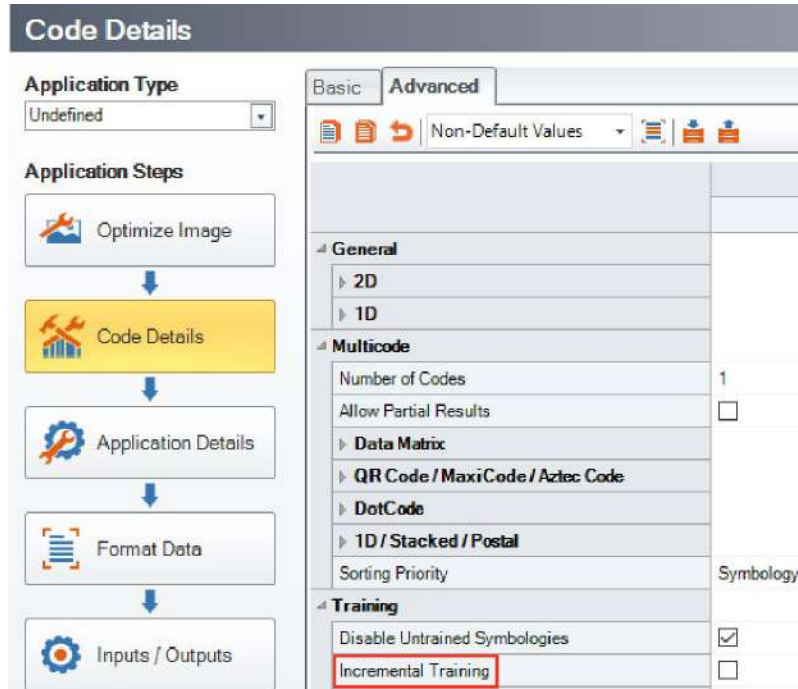 Code Details
Application Type
Undefined
Application Steps
Optimize Image
Code Details
Application Details
Format Data
Inputs / Outputs
Basic
Advanced
Non-Default Values
General
2D
1D
Multicode
Number of Codes 1
Allow Partial Results
Data Matrix
QR Code / MaxiCode / Aztec Code
DotCode
1D / Stacked / Postal
Sorting Priority Symbology
Training
Disable Untrained Symbologies
Incremental Training